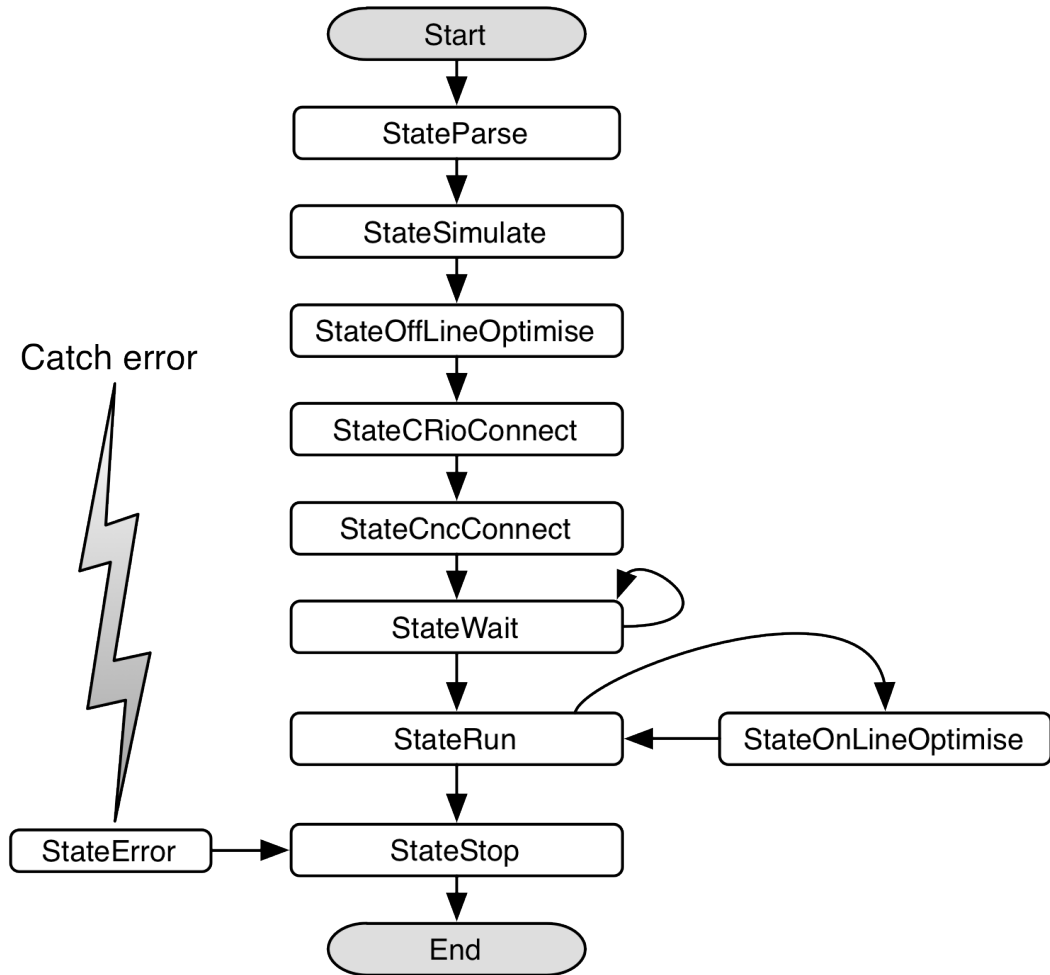 Start
StateParse
StateSimulate
StateOffLineOptimise
Catch error
StateCRioConnect
StateCncConnect
StateWait
StateRun
StateOnLineOptimise
StateError
StateStop
End